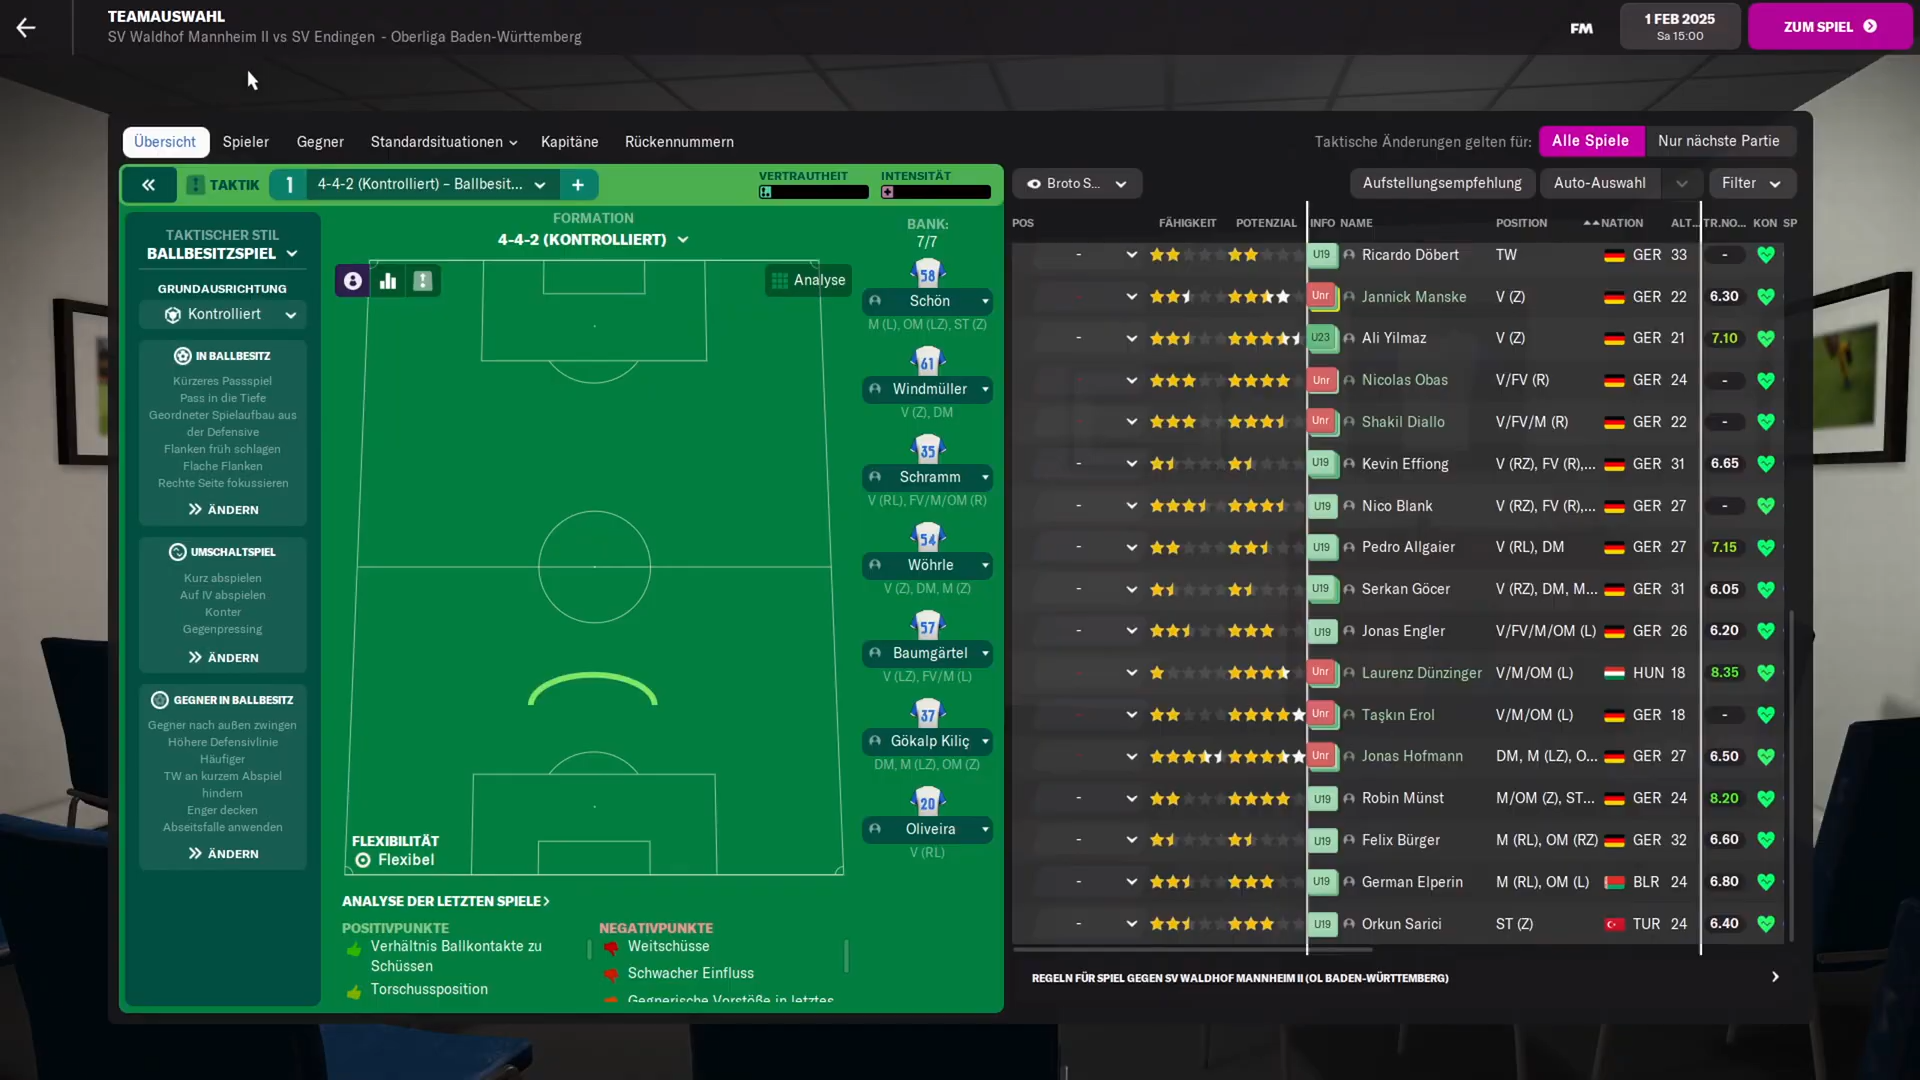 TEAMAUSWAHL
SV Waldhof Mannheim II vs SV Endingen - Oberliga Baden-Württemberg
FM
1 FEB 2025
Sa 15:00
ZUM SPIEL
Übersicht
Spieler
Gegner
Standardsituationen
Kapitäne
Rückennummern
Taktische Änderungen gelten für:
Alle Spiele
Nur nächste Partie
TAKTIK
1
4-4-2 (Kontrolliert) – Ballbesit...
VERTRAUTHEIT
INTENSITÄT
Broto S...
Aufstellungsempfehlung
Auto-Auswahl
Filter
TAKTISCHER STIL
BALLBESITZSPIEL
GRUNDAUSRICHTUNG
Kontrolliert
IN BALLBESITZ
Kürzeres Passspiel
Pass in die Tiefe
Geordneter Spielaufbau aus
der Defensive
Flanken früh schlagen
Flache Flanken
Rechte Seite fokussieren
ÄNDERN
UMSCHALTSPIEL
Kurz abspielen
Auf IV abspielen
Konter
Gegenpressing
ÄNDERN
GEGNER IN BALLBESITZ
Gegner nach außen zwingen
Höhere Defensivlinie
Häufiger
TW an kurzem Abspiel
hindern
Enger decken
Abseitsfalle anwenden
ÄNDERN
FORMATION
4-4-2 (KONTROLLIERT)
Analyse
FLEXIBILITÄT
Flexibel
BANK:
7/7
58
Schön
M (L), OM (LZ), ST (Z)
61
Windmüller
V (Z), DM
35
Schramm
V (RL), FV/M/OM (R)
54
Wöhrle
V (Z), DM, M (Z)
57
Baumgärtel
V (LZ), FV/M (L)
37
Gökalp Kiliç
DM, M (LZ), OM (Z)
20
Oliveira
V (RL)
ANALYSE DER LETZTEN SPIELE
POSITIVPUNKTE
Verhältnis Ballkontakte zu
Schüssen
Torschussposition
NEGATIVPUNKTE
Weitschüsse
Schwacher Einfluss
Gegnerische Vorstöße in letztes
POS FÄHIGKEIT POTENZIAL INFO NAME POSITION NATION ALT... TR.NO... KON SP
- U19 Ricardo Döbert TW GER 33 -
- Unr Jannick Manske V (Z) GER 22 6.30
- U23 Ali Yilmaz V (Z) GER 21 7.10
- Unr Nicolas Obas V/FV (R) GER 24 -
- Unr Shakil Diallo V/FV/M (R) GER 22 -
- U19 Kevin Effiong V (RZ), FV (R),... GER 31 6.65
- U19 Nico Blank V (RZ), FV (R),... GER 27 -
- U19 Pedro Allgaier V (RL), DM GER 27 7.15
- U19 Serkan Göcer V (RZ), DM, M... GER 31 6.05
- U19 Jonas Engler V/FV/M/OM (L) GER 26 6.20
- Unr Laurenz Dünzinger V/M/OM (L) HUN 18 8.35
- Unr Taşkın Erol V/M/OM (L) GER 18 -
- Unr Jonas Hofmann DM, M (LZ), O... GER 27 6.50
- U19 Robin Münst M/OM (Z), ST... GER 24 8.20
- U19 Felix Bürger M (RL), OM (RZ) GER 32 6.60
- U19 German Elperin M (RL), OM (L) BLR 24 6.80
- U19 Orkun Sarici ST (Z) TUR 24 6.40
REGELN FÜR SPIEL GEGEN SV WALDHOF MANNHEIM II (OL BADEN-WÜRTTEMBERG)